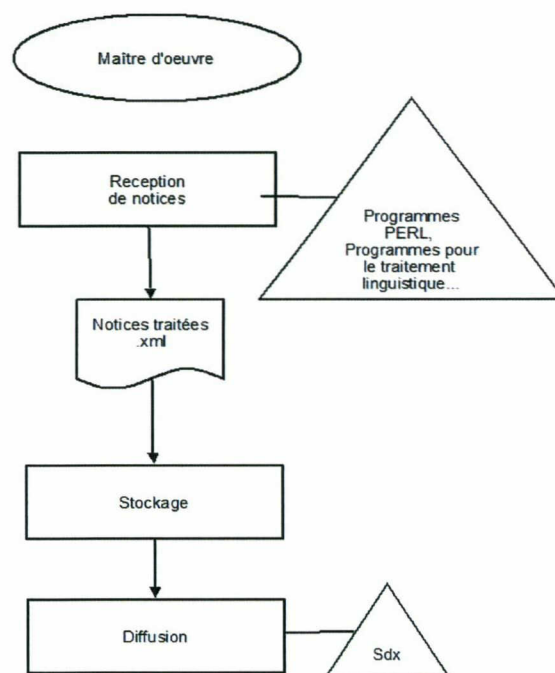 Maître d'oeuvre
Reception
de notices
Programmes
PERL,
Programmes pour
le traitement
linguistique...
Notices traitées
.xml
Stockage
Diffusion
Sdx